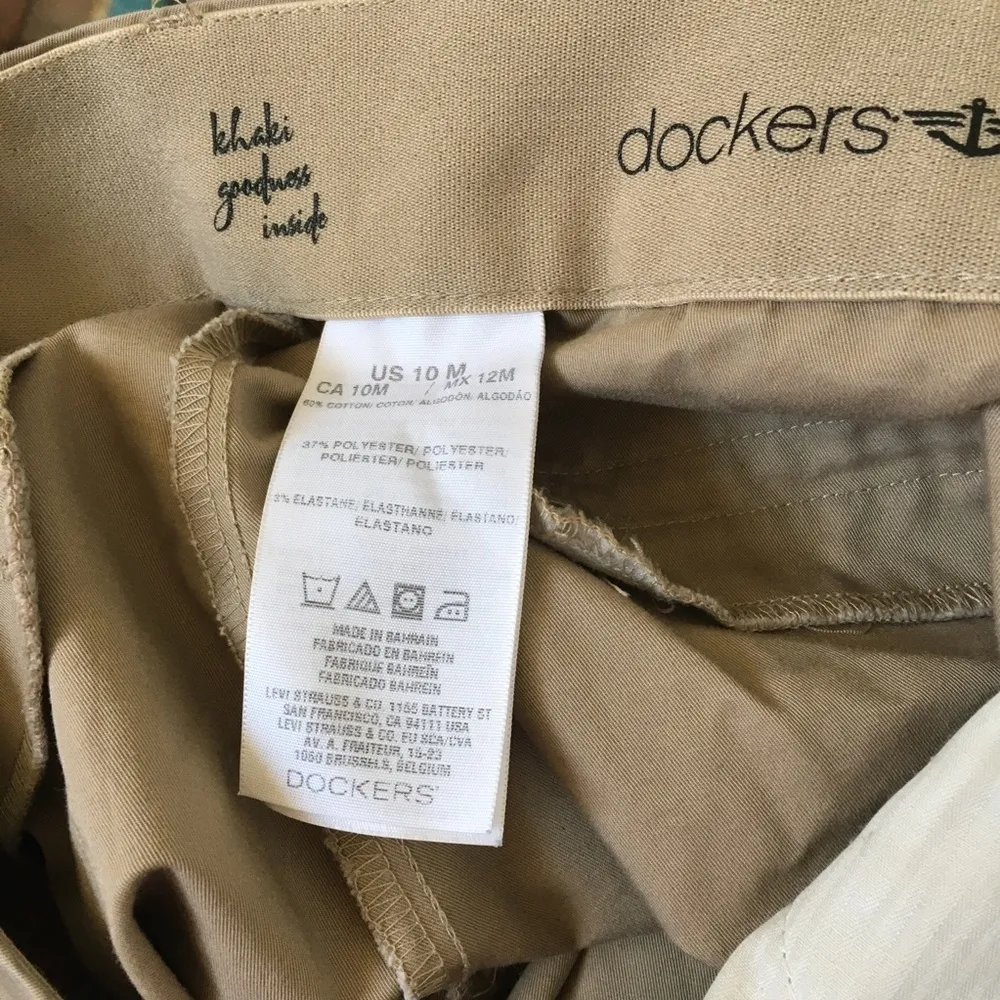 khaki
goodness
inside
dockers
US 10 M
CA 10M / MX 12M
60% COTTON/ COTON/ ALGODÓN/ ALGODÃO
37% POLYESTER/ POLYESTER/
POLIÉSTER/ POLIÉSTER
3% ELASTANE/ ELASTHANNE/ ELASTANO/
ELASTANO
MADE IN BAHRAIN
FABRICADO EN BAHREIN
FABRIQUÉ BAHREÏN
FABRICADO BAHREIN
LEVI STRAUSS & CO. 1155 BATTERY ST
SAN FRANCISCO, CA 94111 USA
LEVI STRAUSS & CO. EU SCA/CVA
AV. A. FRAITEUR, 15-23
1050 BRUSSELS, BELGIUM
DOCKERS®